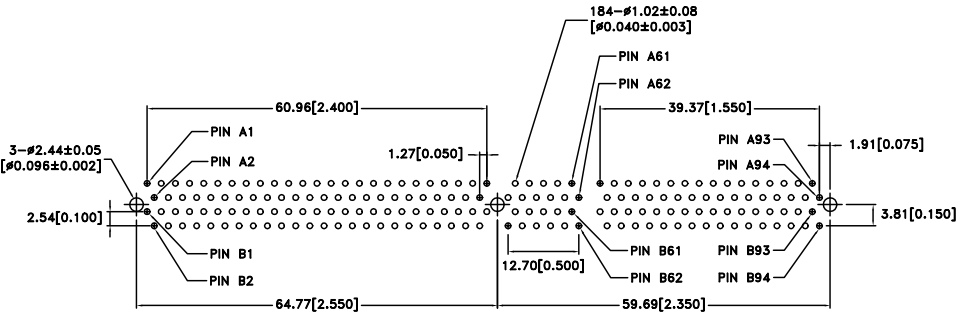 184-ø1.02±0.08
[ø0.040±0.003]
PIN A61
PIN A62
60.96[2.400]
39.37[1.550]
3-ø2.44±0.05
[ø0.096±0.002]
PIN A1
PIN A2
1.27[0.050]
PIN A93
PIN A94
1.91[0.075]
2.54[0.100]
3.81[0.150]
PIN B1
PIN B2
12.70[0.500]
PIN B61
PIN B62
PIN B93
PIN B94
64.77[2.550]
59.69[2.350]